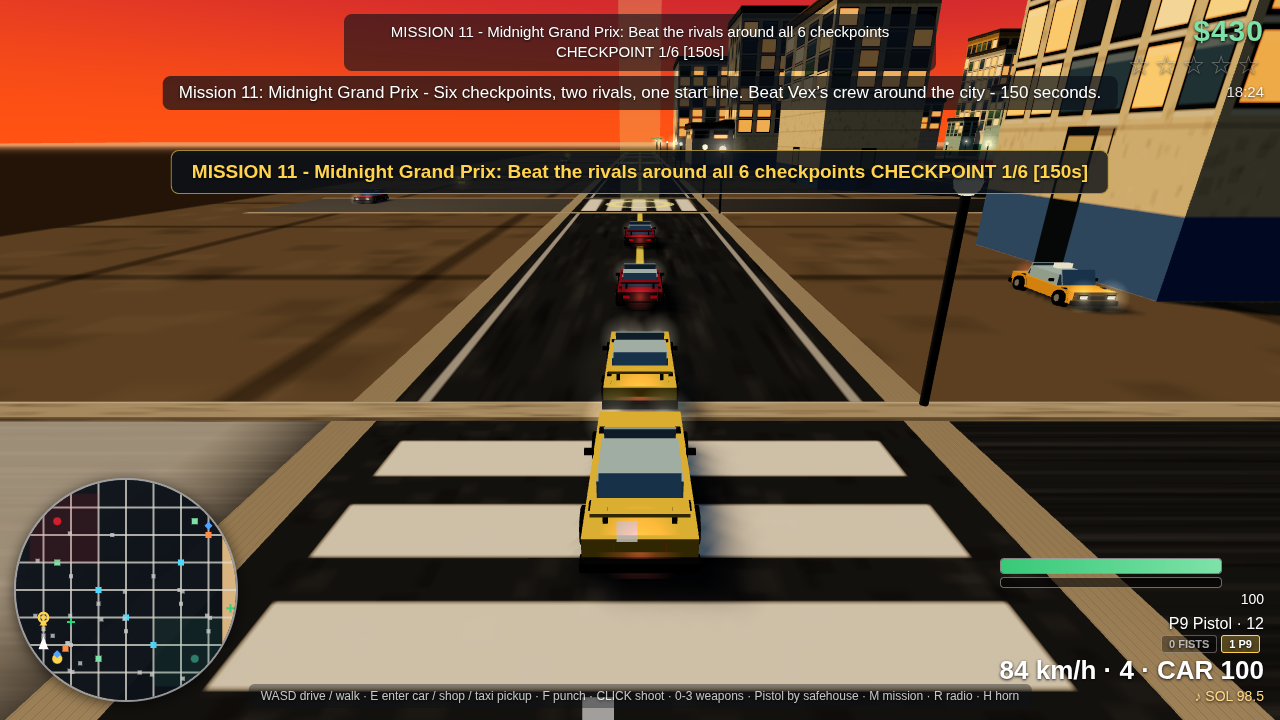 MISSION 11 - Midnight Grand Prix: Beat the rivals around all 6 checkpoints
CHECKPOINT 1/6 [150s]
$430
☆ ☆ ☆ ☆ ☆
Mission 11: Midnight Grand Prix - Six checkpoints, two rivals, one start line. Beat Vex's crew around the city - 150 seconds.
18:24
MISSION 11 - Midnight Grand Prix: Beat the rivals around all 6 checkpoints CHECKPOINT 1/6 [150s]
100
P9 Pistol · 12
0 FISTS 1 P9
84 km/h · 4 · CAR 100
WASD drive / walk · E enter car / shop / taxi pickup · F punch · CLICK shoot · 0-3 weapons · Pistol by safehouse · M mission · R radio · H horn
♪ SOL 98.5